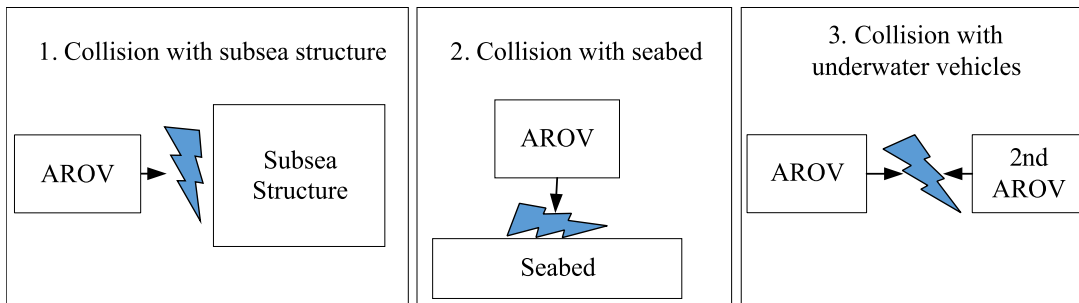 1. Collision with subsea structure
AROV
Subsea
Structure
2. Collision with seabed
AROV
Seabed
3. Collision with
underwater vehicles
AROV
2nd
AROV